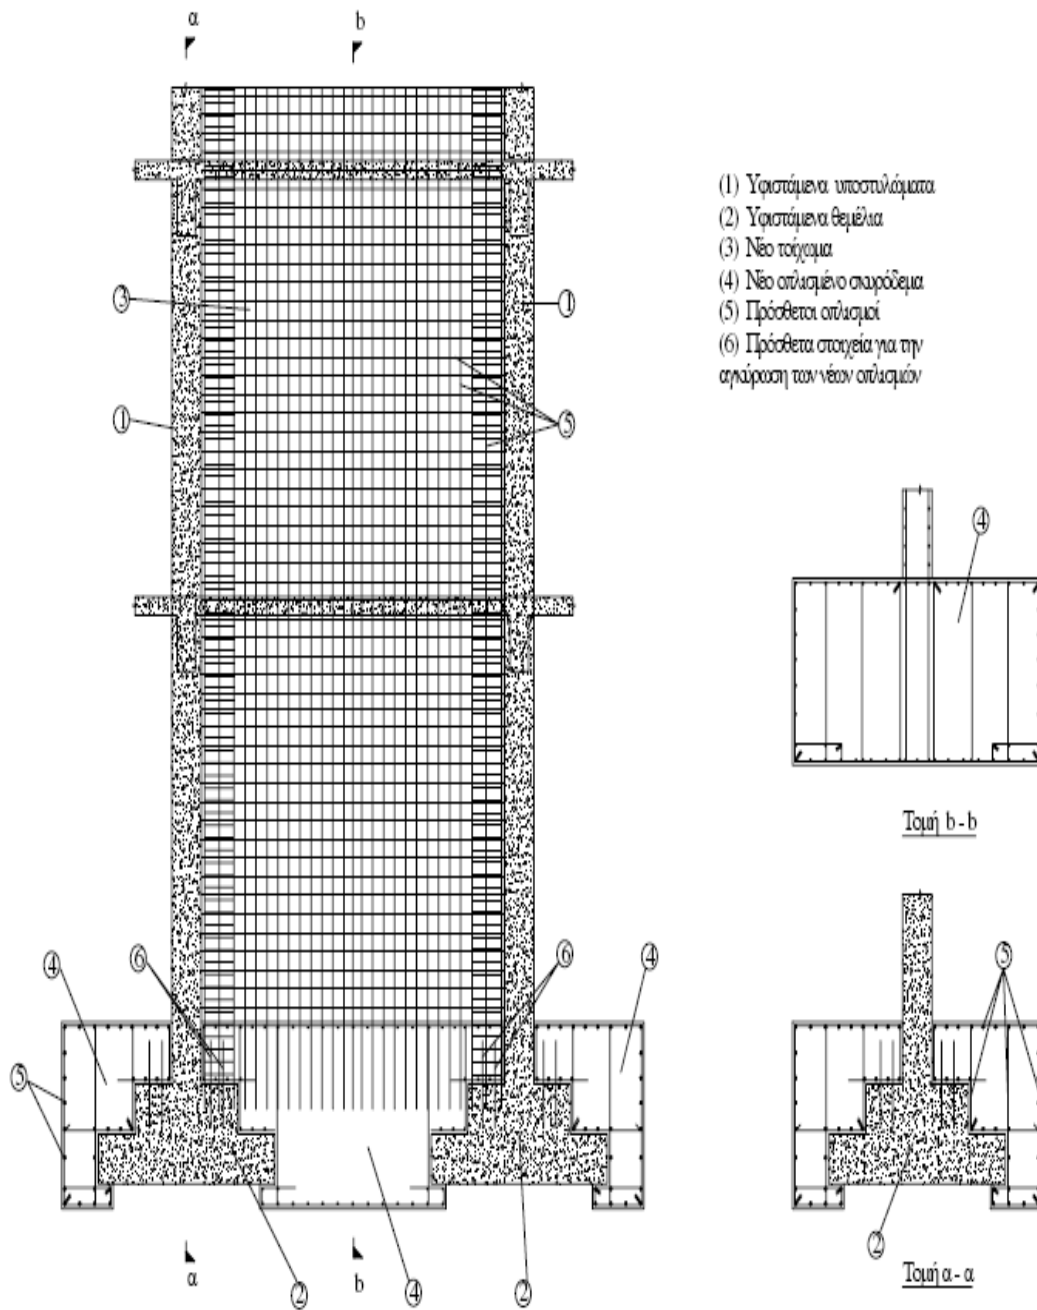 α
b
(1) Υφιστάμενα υποστυλώματα
(2) Υφιστάμενα θεμέλια
(3) Νέο τοίχωμα
(4) Νέο οπλισμένο σκυρόδεμα
(5) Πρόσθετοι οπλισμοί
(6) Πρόσθετα στοιχεία για την
αγκύρωση των νέων οπλισμών
3
1
1
5
4
Τομή b - b
4
6
6
4
5
5
2
Τομή α - α
α
2
b
4
2